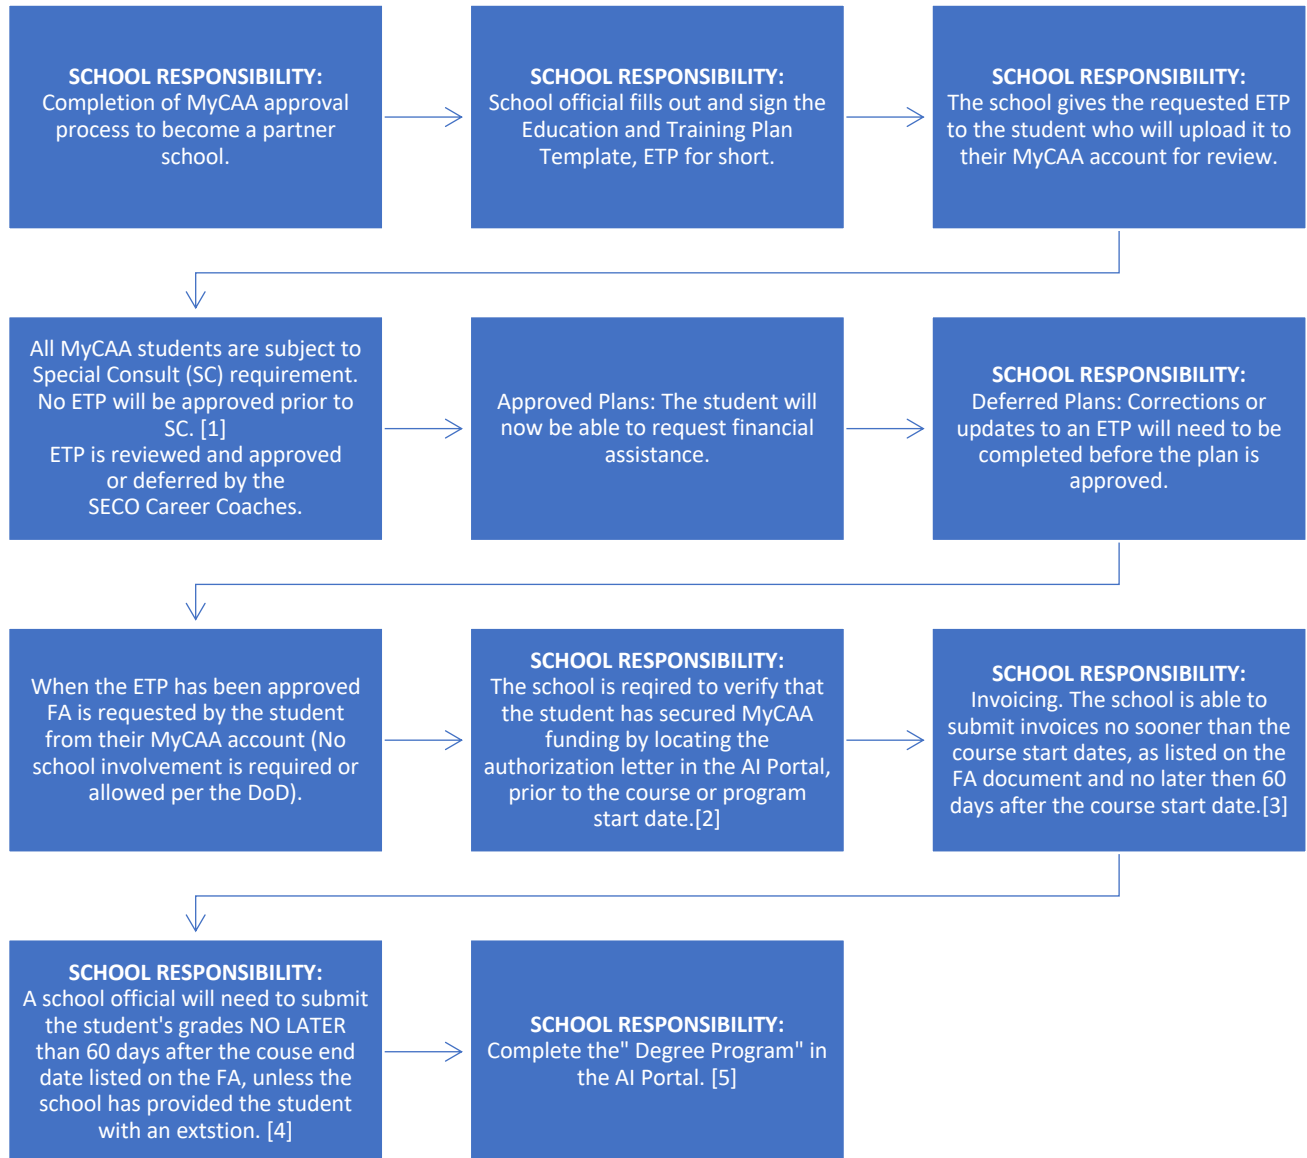 SCHOOL RESPONSIBILITY:
Completion of MyCAA approval
process to become a partner
school.
SCHOOL RESPONSIBILITY:
School official fills out and sign the
Education and Training Plan
Template, ETP for short.
SCHOOL RESPONSIBILITY:
The school gives the requested ETP
to the student who will upload it to
their MyCAA account for review.
All MyCAA students are subject to
Special Consult (SC) requirement.
No ETP will be approved prior to
SC. [1]
ETP is reviewed and approved
or deferred by the
SECO Career Coaches.
Approved Plans: The student will
now be able to request financial
assistance.
SCHOOL RESPONSIBILITY:
Deferred Plans: Corrections or
updates to an ETP will need to be
completed before the plan is
approved.
When the ETP has been approved
FA is requested by the student
from their MyCAA account (No
school involvement is required or
allowed per the DoD).
SCHOOL RESPONSIBILITY:
The school is reqired to verify that
the student has secured MyCAA
funding by locating the
authorization letter in the AI Portal,
prior to the course or program
start date.[2]
SCHOOL RESPONSIBILITY:
Invoicing. The school is able to
submit invoices no sooner than the
course start dates, as listed on the
FA document and no later then 60
days after the course start date.[3]
SCHOOL RESPONSIBILITY:
A school official will need to submit
the student's grades NO LATER
than 60 days after the couse end
date listed on the FA, unless the
school has provided the student
with an extstion. [4]
SCHOOL RESPONSIBILITY:
Complete the" Degree Program" in
the AI Portal. [5]